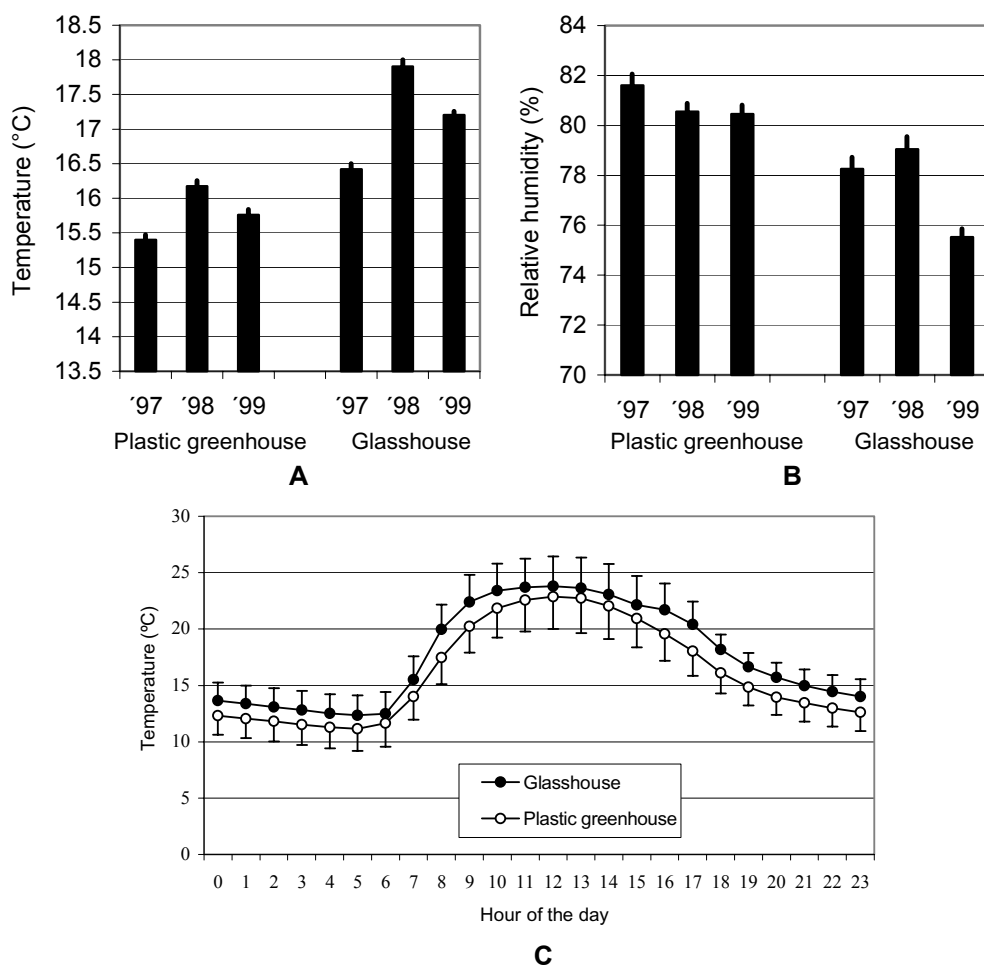 Temperature (°C)
18.5
18
17.5
17
16.5
16
15.5
15
14.5
14
13.5
´97 ´98 ´99 ´97 ´98 ´99
Plastic greenhouse Glasshouse
A
Relative humidity (%)
84
82
80
78
76
74
72
70
´97 ´98 ´99 ´97 ´98 ´99
Plastic greenhouse Glasshouse
B
Temperature (ºC)
30
25
20
15
10
5
0
Glasshouse
Plastic greenhouse
0 1 2 3 4 5 6 7 8 9 10 11 12 13 14 15 16 17 18 19 20 21 22 23
Hour of the day
C